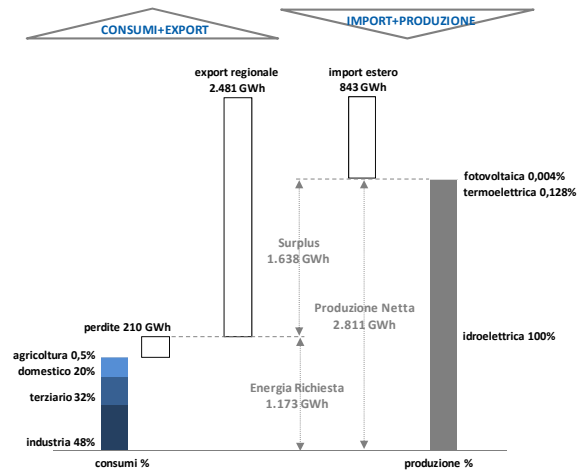 CONSUMI+EXPORT
IMPORT+PRODUZIONE
export regionale
2.481 GWh
import estero
843 GWh
fotovoltaica 0,004%
termoelettrica 0,128%
Surplus
1.638 GWh
Produzione Netta
2.811 GWh
perdite 210 GWh
idroelettrica 100%
agricoltura 0,5%
domestico 20%
terziario 32%
Energia Richiesta
1.173 GWh
industria 48%
consumi %
produzione %